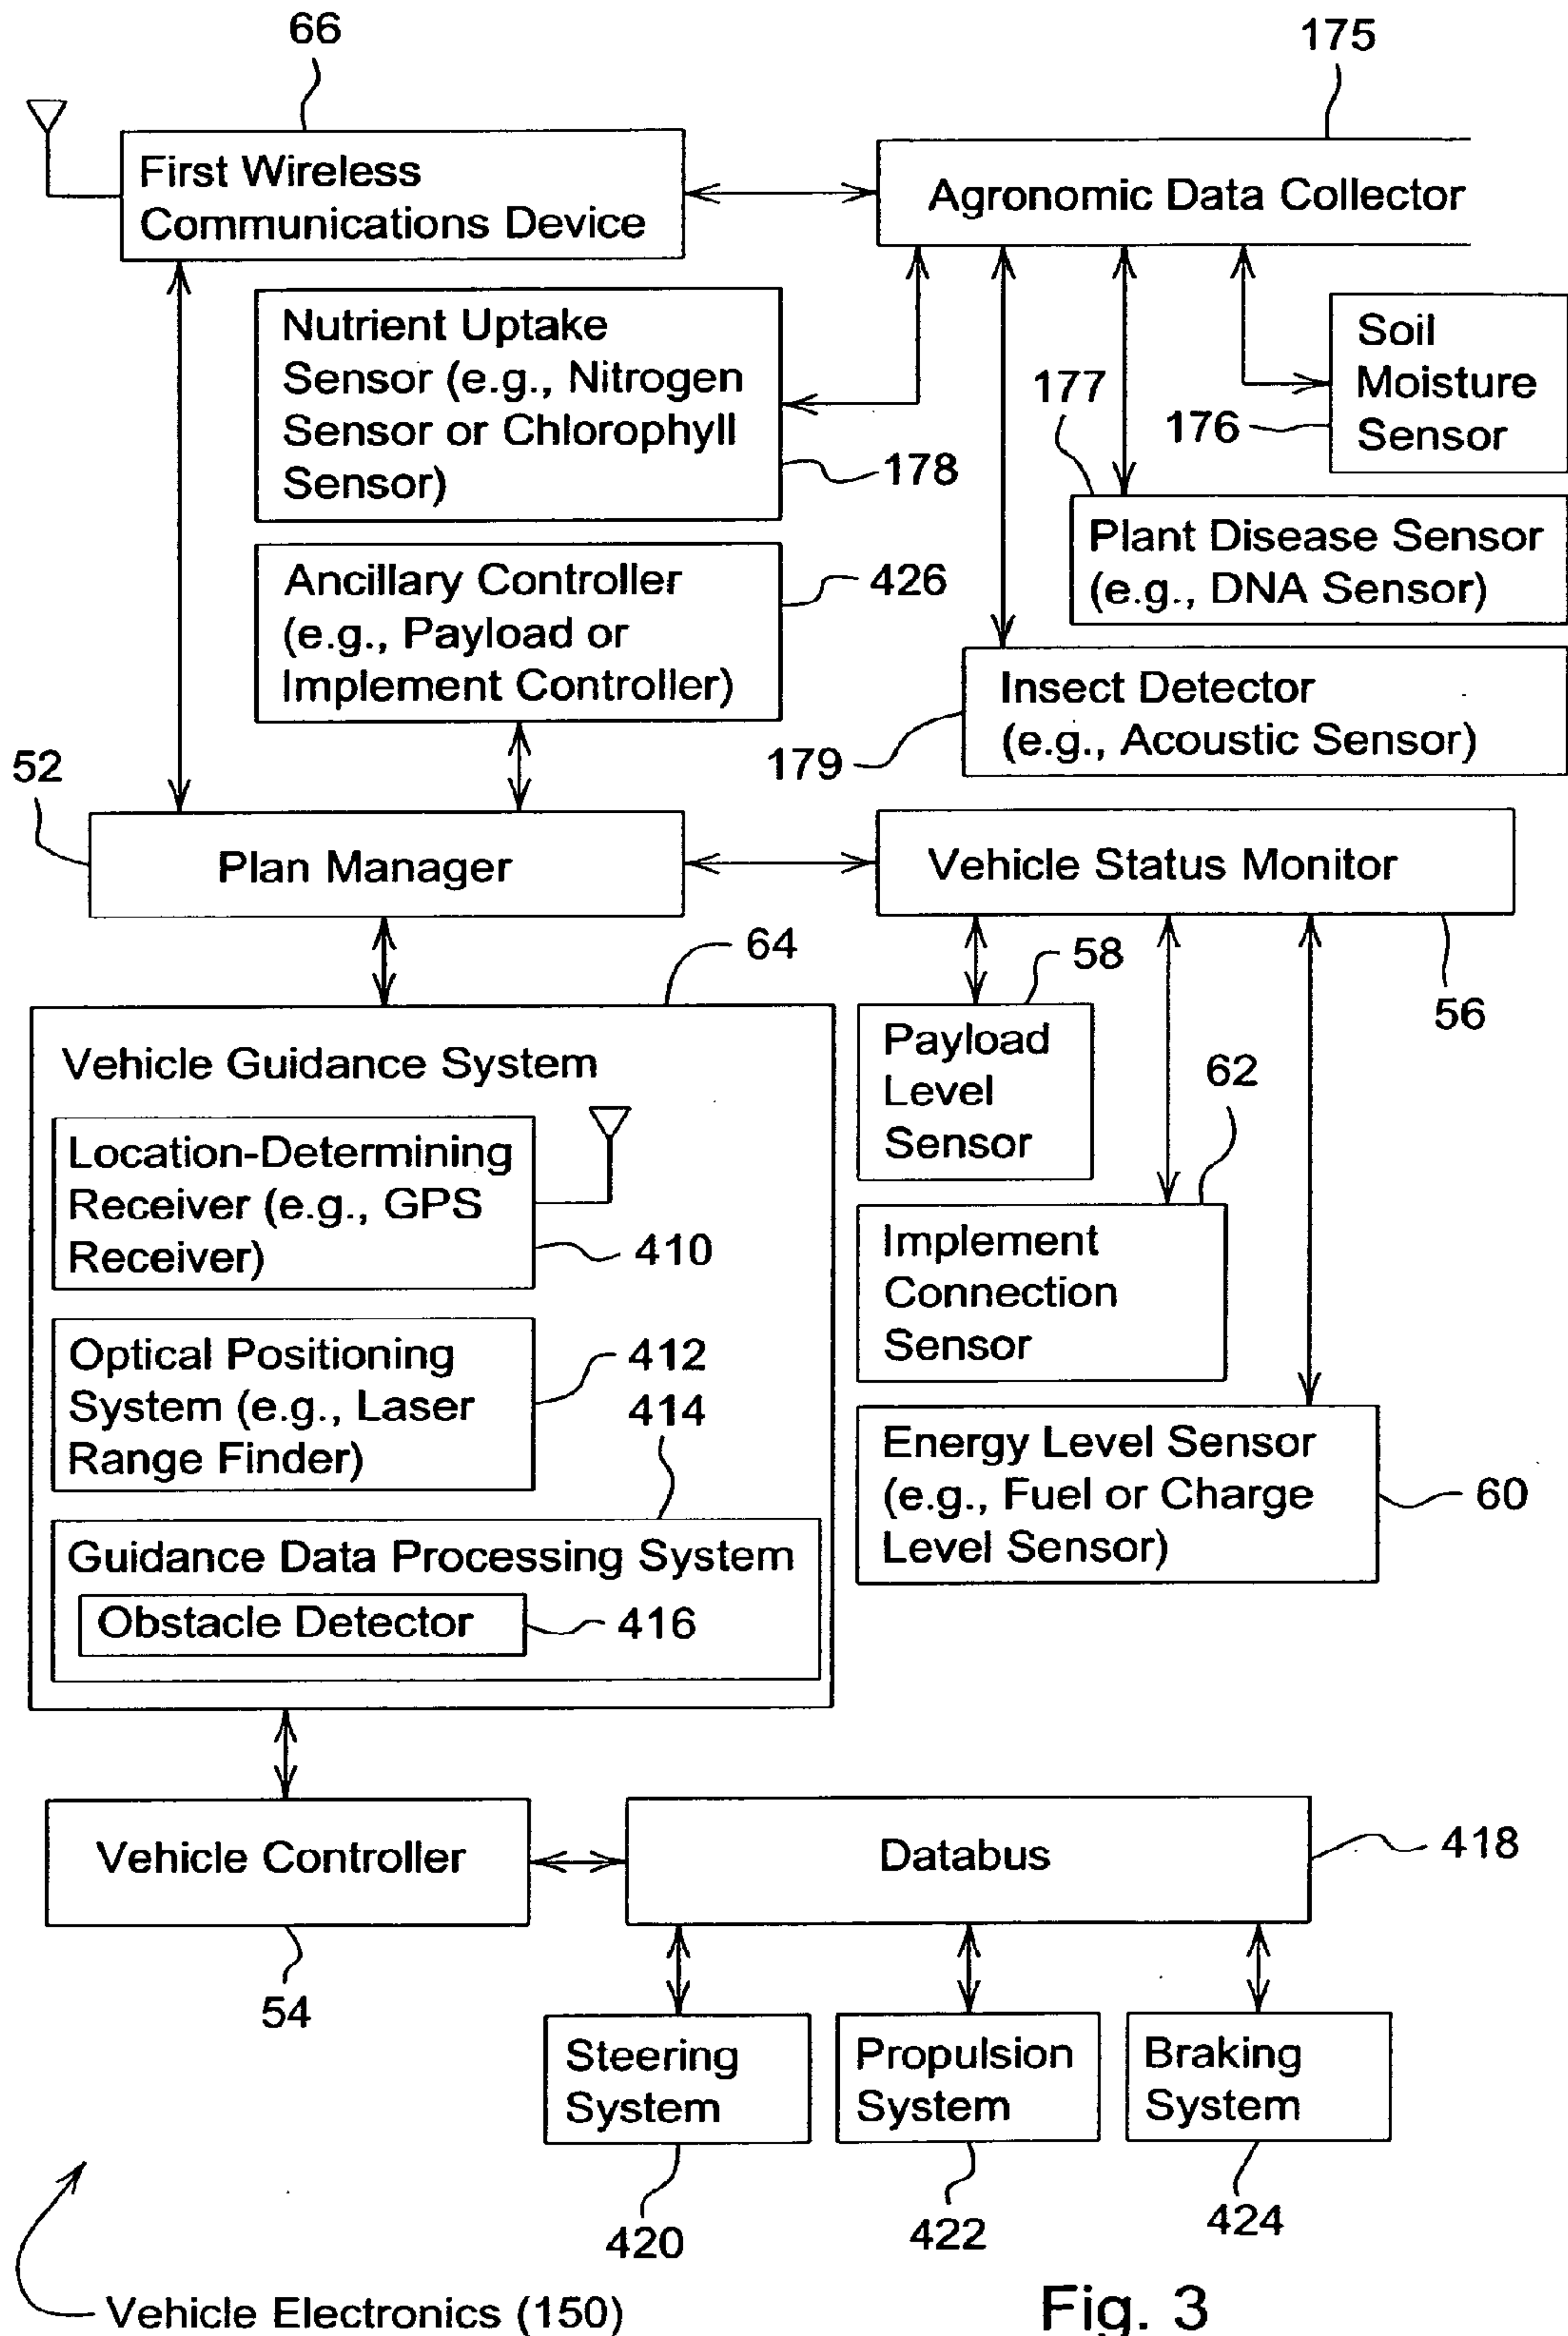 66
175
First Wireless
Communications Device
Agronomic Data Collector
Nutrient Uptake
Sensor (e.g., Nitrogen
Sensor or Chlorophyll
Sensor)
178
Soil
Moisture
Sensor
176
177
Plant Disease Sensor
(e.g., DNA Sensor)
Ancillary Controller
(e.g., Payload or
Implement Controller)
426
Insect Detector
(e.g., Acoustic Sensor)
179
52
Plan Manager
Vehicle Status Monitor
56
64
Vehicle Guidance System
Location-Determining
Receiver (e.g., GPS
Receiver)
410
Optical Positioning
System (e.g., Laser
Range Finder)
412
414
Guidance Data Processing System
Obstacle Detector
416
58
Payload
Level
Sensor
62
Implement
Connection
Sensor
Energy Level Sensor
(e.g., Fuel or Charge
Level Sensor)
60
Vehicle Controller
54
Databus
418
Steering
System
420
Propulsion
System
422
Braking
System
424
Vehicle Electronics (150)
Fig. 3